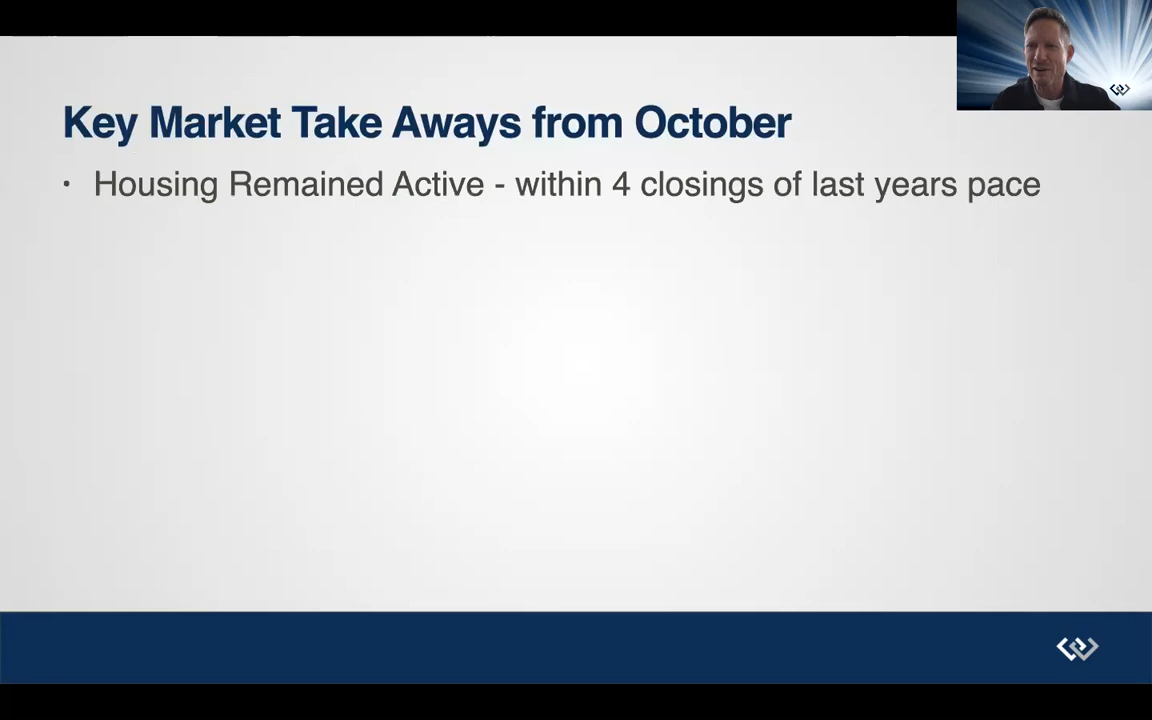 Key Market Take Aways from October
• Housing Remained Active - within 4 closings of last years pace